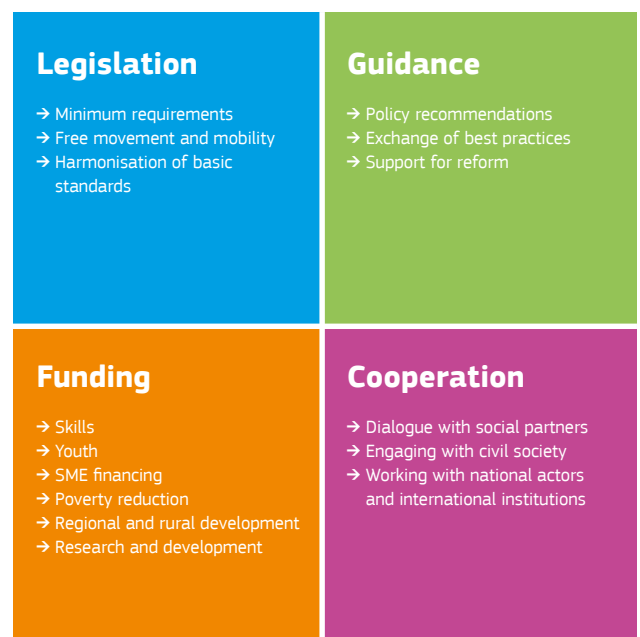 Legislation
→ Minimum requirements
→ Free movement and mobility
→ Harmonisation of basic
standards
Guidance
→ Policy recommendations
→ Exchange of best practices
→ Support for reform
Funding
→ Skills
→ Youth
→ SME financing
→ Poverty reduction
→ Regional and rural development
→ Research and development
Cooperation
→ Dialogue with social partners
→ Engaging with civil society
→ Working with national actors
and international institutions